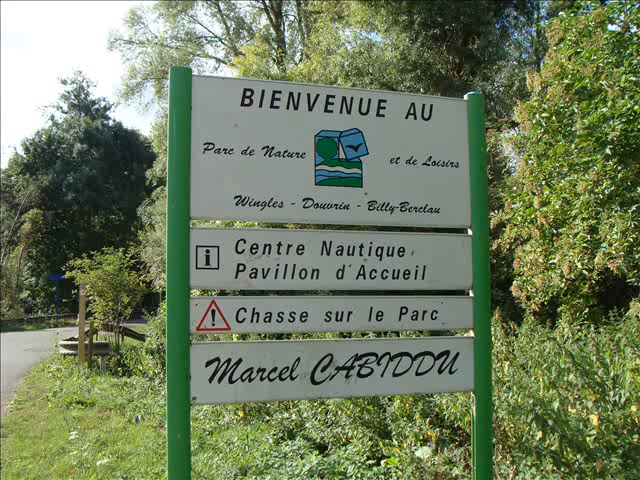 BIENVENUE AU
Parc de Nature et de Loisirs
Wingles - Douvrin - Billy-Berclau
i Centre Nautique
Pavillon d'Accueil
! Chasse sur le Parc
Marcel CABIDDU